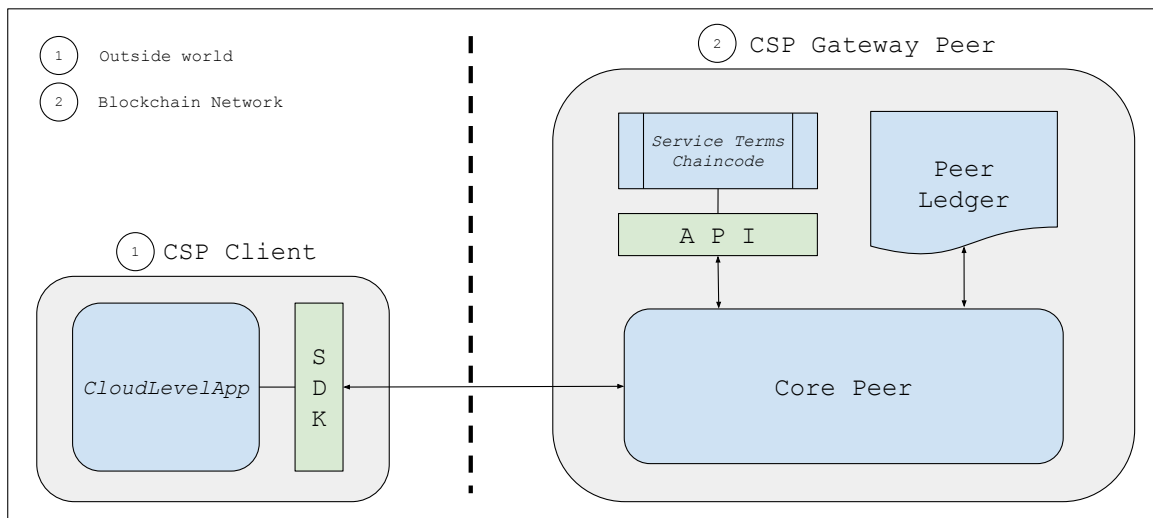 1 Outside world
2 Blockchain Network
2 CSP Gateway Peer
Service Terms
Chaincode
Peer
Ledger
A P I
1 CSP Client
CloudLevelApp
S
D
K
Core Peer